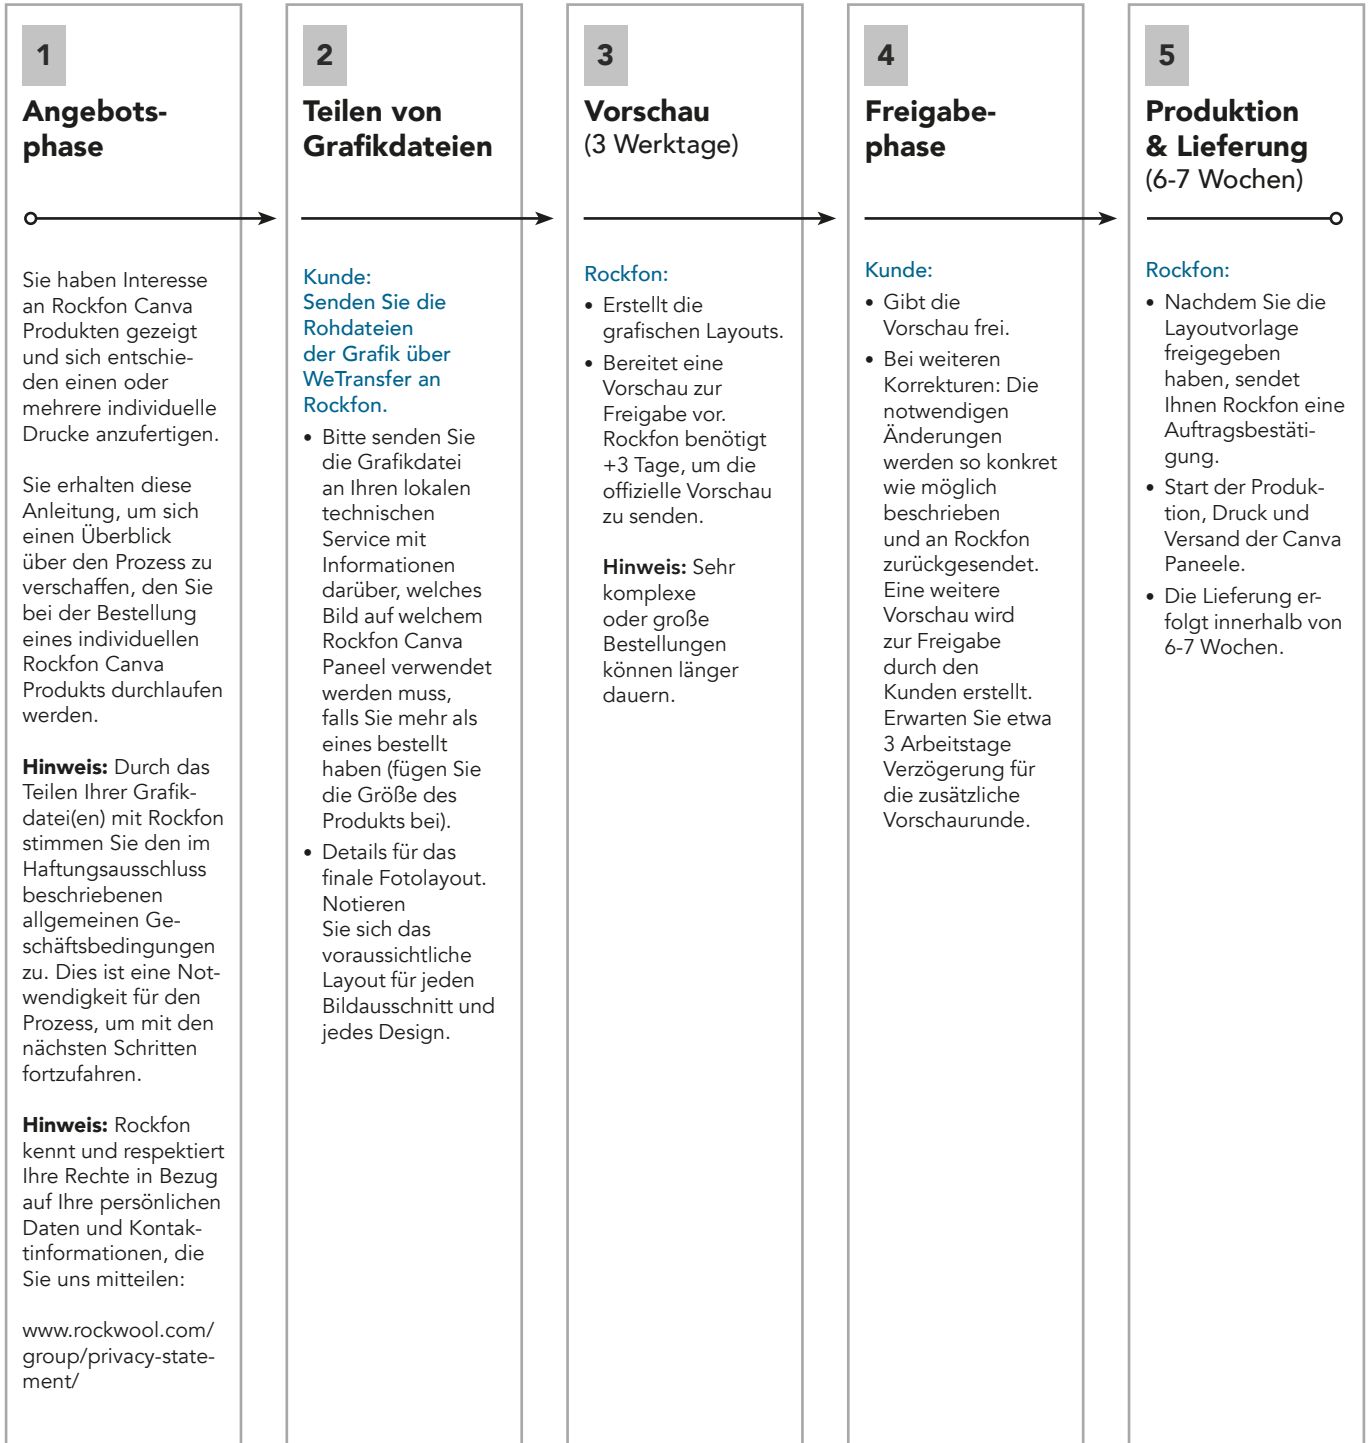 1
Angebots-
phase
Sie haben Interesse
an Rockfon Canva
Produkten gezeigt
und sich entschie-
den einen oder
mehrere individuelle
Drucke anzufertigen.
Sie erhalten diese
Anleitung, um sich
einen Überblick
über den Prozess zu
verschaffen, den Sie
bei der Bestellung
eines individuellen
Rockfon Canva
Produkts durchlaufen
werden.
Hinweis: Durch das
Teilen Ihrer Grafik-
datei(en) mit Rockfon
stimmen Sie den im
Haftungsausschluss
beschriebenen
allgemeinen Ge-
schäftsbedingungen
zu. Dies ist eine Not-
wendigkeit für den
Prozess, um mit den
nächsten Schritten
fortzufahren.
Hinweis: Rockfon
kennt und respektiert
Ihre Rechte in Bezug
auf Ihre persönlichen
Daten und Kontak-
tinformationen, die
Sie uns mitteilen:
www.rockwool.com/
group/privacy-state-
ment/
2
Teilen von
Grafikdateien
Kunde:
Senden Sie die
Rohdateien
der Grafik über
WeTransfer an
Rockfon.
• Bitte senden Sie
die Grafikdatei
an Ihren lokalen
technischen
Service mit
Informationen
darüber, welches
Bild auf welchem
Rockfon Canva
Paneel verwendet
werden muss,
falls Sie mehr als
eines bestellt
haben (fügen Sie
die Größe des
Produkts bei).
• Details für das
finale Fotolayout.
Notieren
Sie sich das
voraussichtliche
Layout für jeden
Bildausschnitt und
jedes Design.
3
Vorschau
(3 Werktage)
Rockfon:
• Erstellt die
grafischen Layouts.
• Bereitet eine
Vorschau zur
Freigabe vor.
Rockfon benötigt
+3 Tage, um die
offizielle Vorschau
zu senden.
Hinweis: Sehr
komplexe
oder große
Bestellungen
können länger
dauern.
4
Freigabe-
phase
Kunde:
• Gibt die
Vorschau frei.
• Bei weiteren
Korrekturen: Die
notwendigen
Änderungen
werden so konkret
wie möglich
beschrieben
und an Rockfon
zurückgesendet.
Eine weitere
Vorschau wird
zur Freigabe
durch den
Kunden erstellt.
Erwarten Sie etwa
3 Arbeitstage
Verzögerung für
die zusätzliche
Vorschaurunde.
5
Produktion
& Lieferung
(6-7 Wochen)
Rockfon:
• Nachdem Sie die
Layoutvorlage
freigegeben
haben, sendet
Ihnen Rockfon eine
Auftragsbestäti-
gung.
• Start der Produk-
tion, Druck und
Versand der Canva
Paneele.
• Die Lieferung er-
folgt innerhalb von
6-7 Wochen.